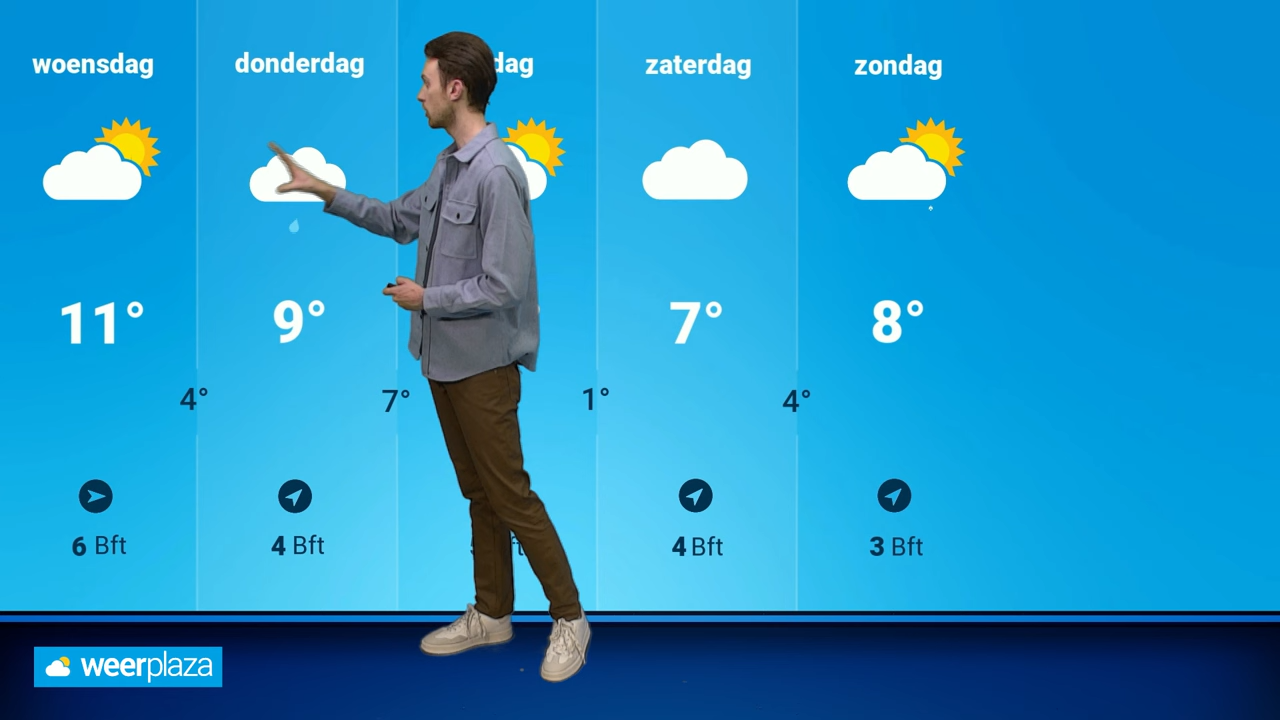 woensdag donderdag dag zaterdag zondag
11° 9° 7° 8°
4° 7° 1° 4°
6 Bft 4 Bft 4 Bft 3 Bft
weerplaza